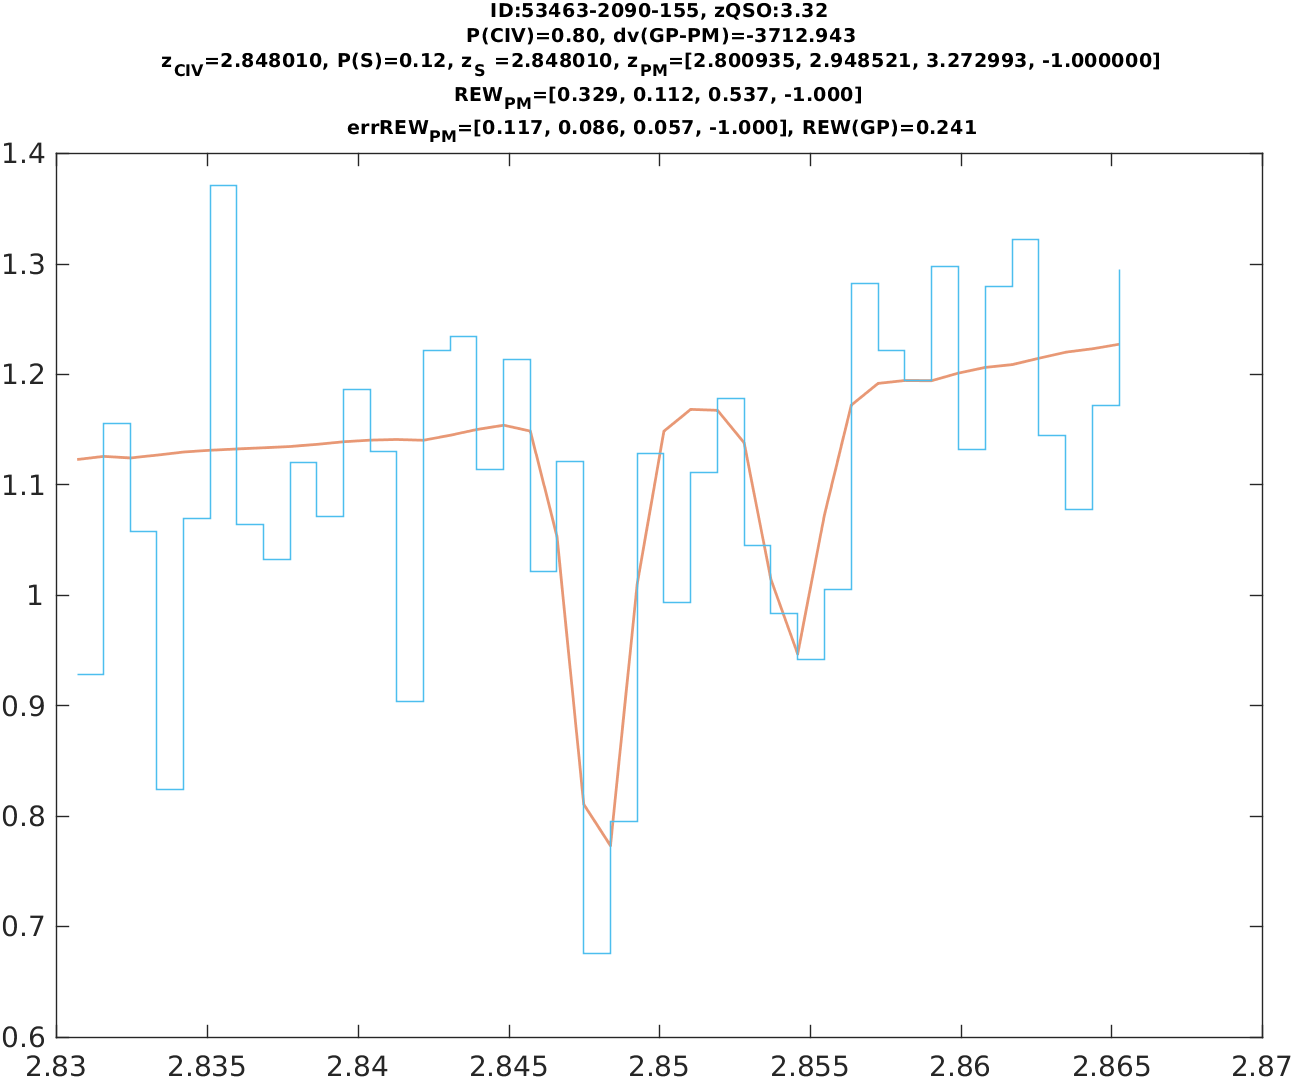 ID:53463-2090-155, zQSO:3.32
P(CIV)=0.80, dv(GP-PM)=-3712.943
zCIV=2.848010, P(S)=0.12, zS =2.848010, zPM=[2.800935, 2.948521, 3.272993, -1.000000]
REWPM=[0.329, 0.112, 0.537, -1.000]
errREWPM=[0.117, 0.086, 0.057, -1.000], REW(GP)=0.241
1.4
1.3
1.2
1.1
1
0.9
0.8
0.7
0.6
2.83 2.835 2.84 2.845 2.85 2.855 2.86 2.865 2.87